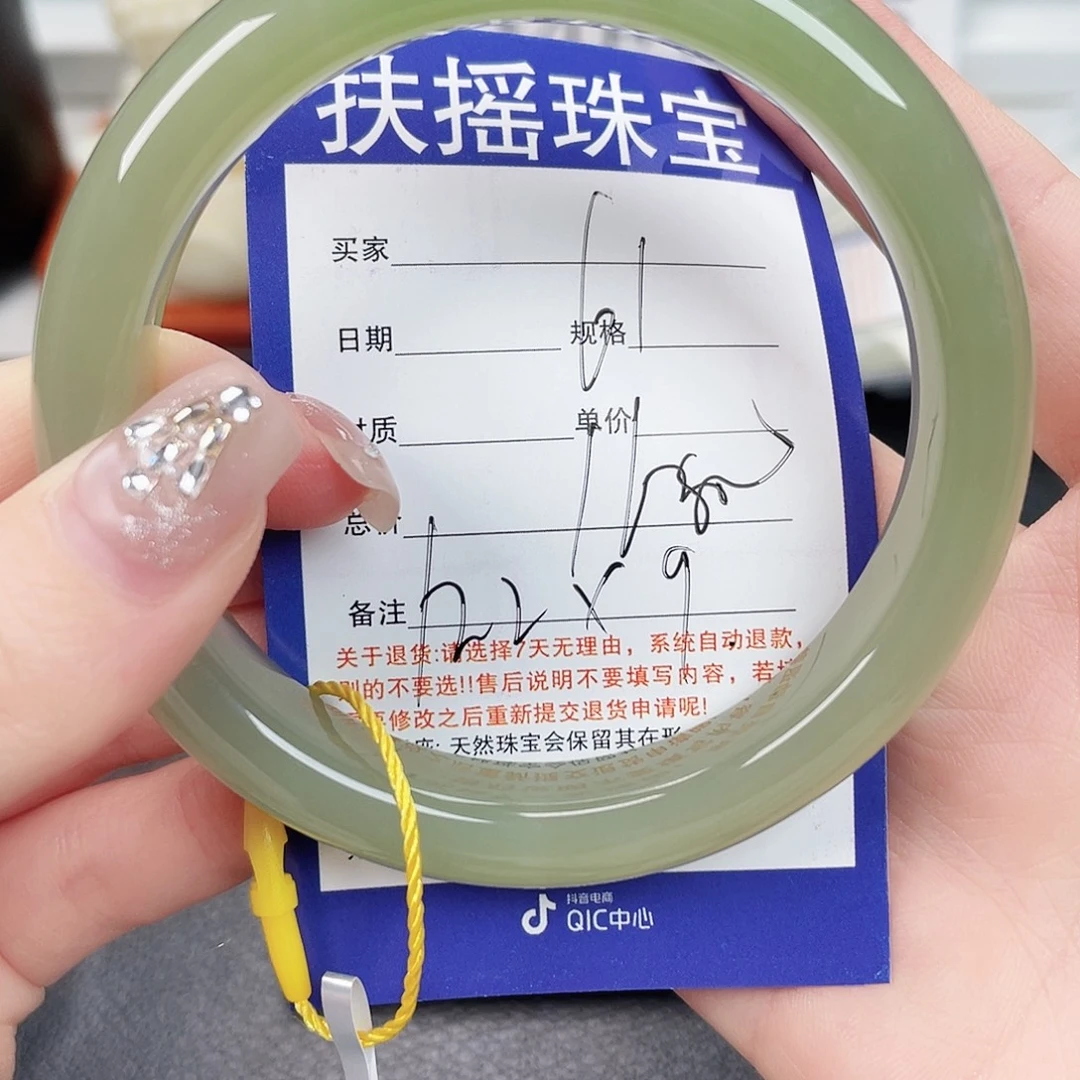 扶摇珠宝
买家
日期 规格
质 单价
总价
备注
61
122x9
关于退货:请选择7天无理由，系统自动退款，
别的不要选!!售后说明不要填写内容，若
修改之后重新提交退货申请呢!
天然珠宝会保留其在形
抖音电商
QIC中心